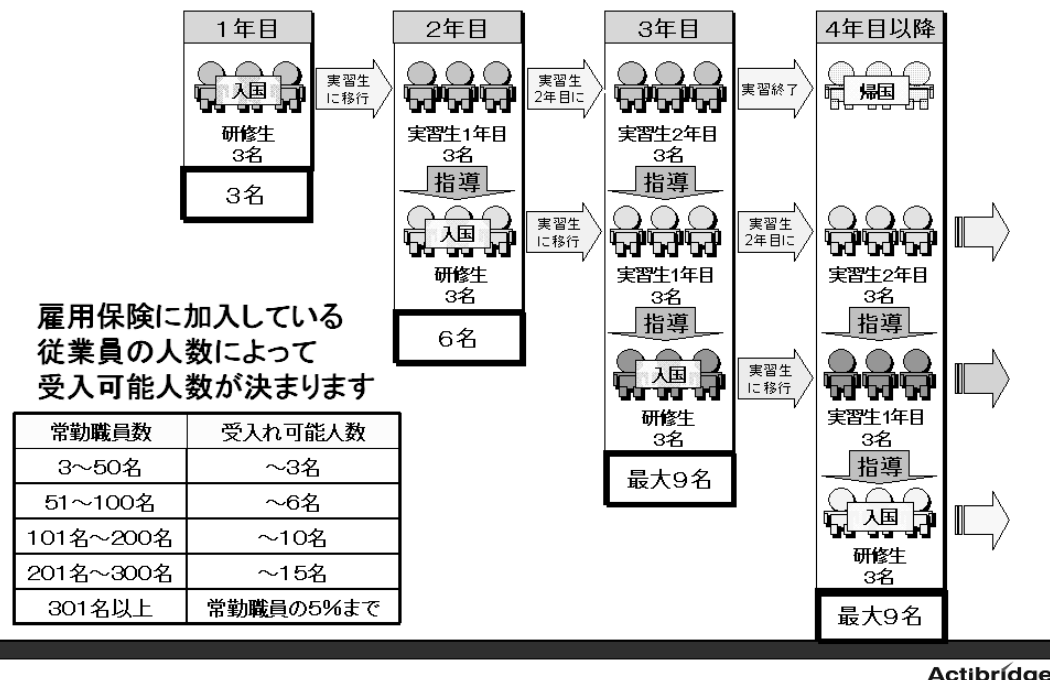 1年目
入国
研修生
3名
3名
実習生
に移行
2年目
実習生1年目
3名
指導
入国
研修生
3名
6名
実習生
2年目に
実習生
に移行
3年目
実習生2年目
3名
指導
実習生1年目
3名
指導
入国
研修生
3名
最大9名
実習終了
実習生
2年目に
実習生
に移行
4年目以降
帰国
実習生2年目
3名
指導
実習生1年目
3名
指導
入国
研修生
3名
最大9名
雇用保険に加入している
従業員の人数によって
受入可能人数が決まります
常勤職員数 受入れ可能人数
3～50名 ～3名
51～100名 ～6名
101名～200名 ～10名
201名～300名 ～15名
301名以上 常勤職員の5%まで
Actibridge